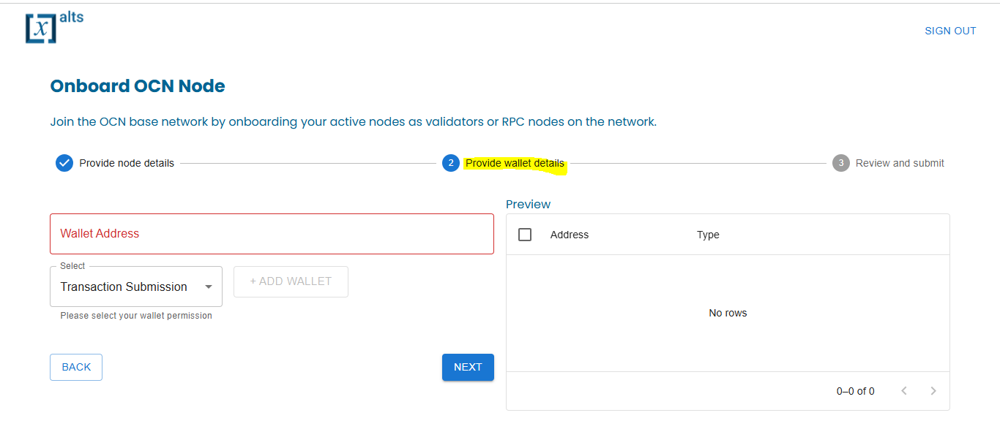 [x] alts
SIGN OUT
Onboard OCN Node
Join the OCN base network by onboarding your active nodes as validators or RPC nodes on the network.
Provide node details
2 Provide wallet details
3 Review and submit
Wallet Address
Select
Transaction Submission
+ ADD WALLET
Please select your wallet permission
BACK
NEXT
Preview
Address Type
No rows
0–0 of 0